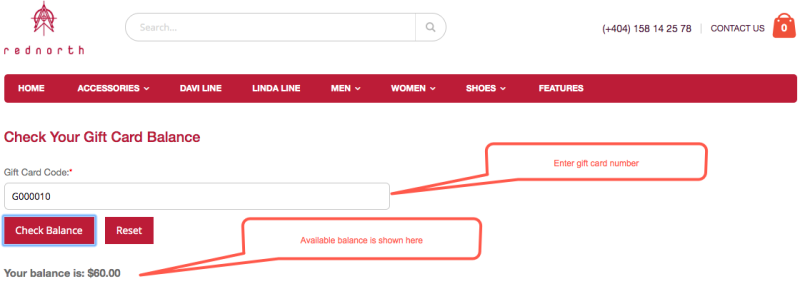 rednorth
Search...
(+404) 158 14 25 78 | CONTACT US
0
HOME ACCESSORIES DAVI LINE LINDA LINE MEN WOMEN SHOES FEATURES
Check Your Gift Card Balance
Enter gift card number
Gift Card Code:*
G000010
Check Balance Reset
Available balance is shown here
Your balance is: $60.00